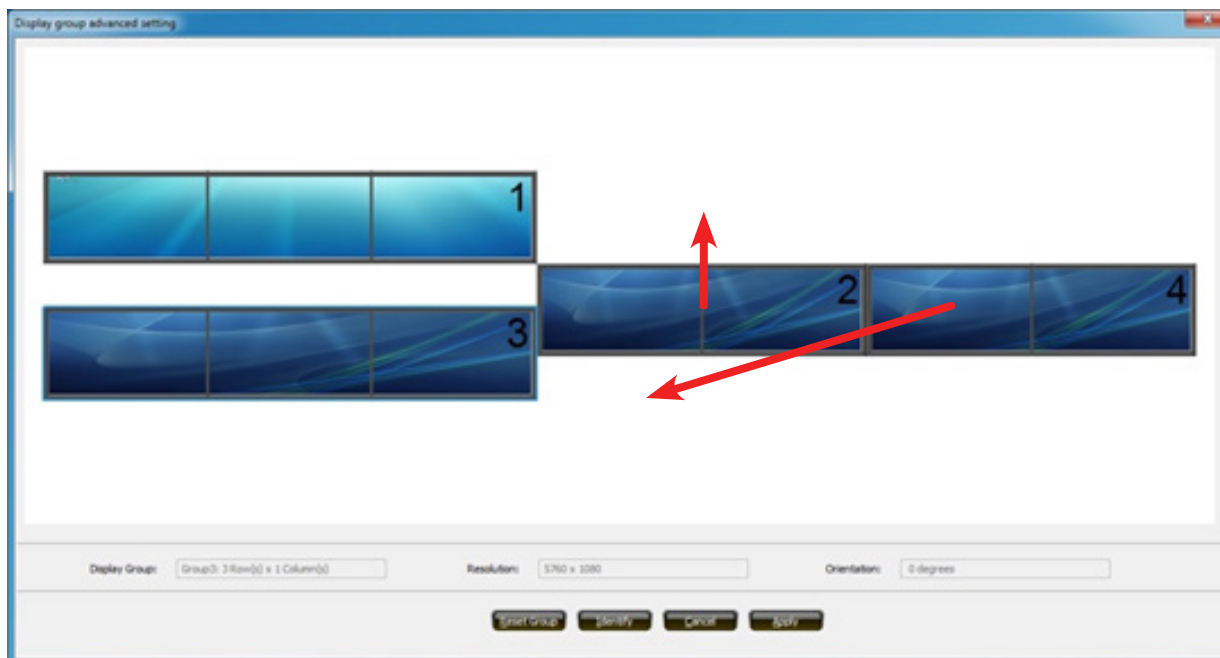 Display group advanced setting
1
2
4
3
Display Group: Group3: 3 Row(s) x 1 Column(s) Resolution: 5760 x 1080 Orientation: 0 degrees
Reset Group Identify Cancel Apply